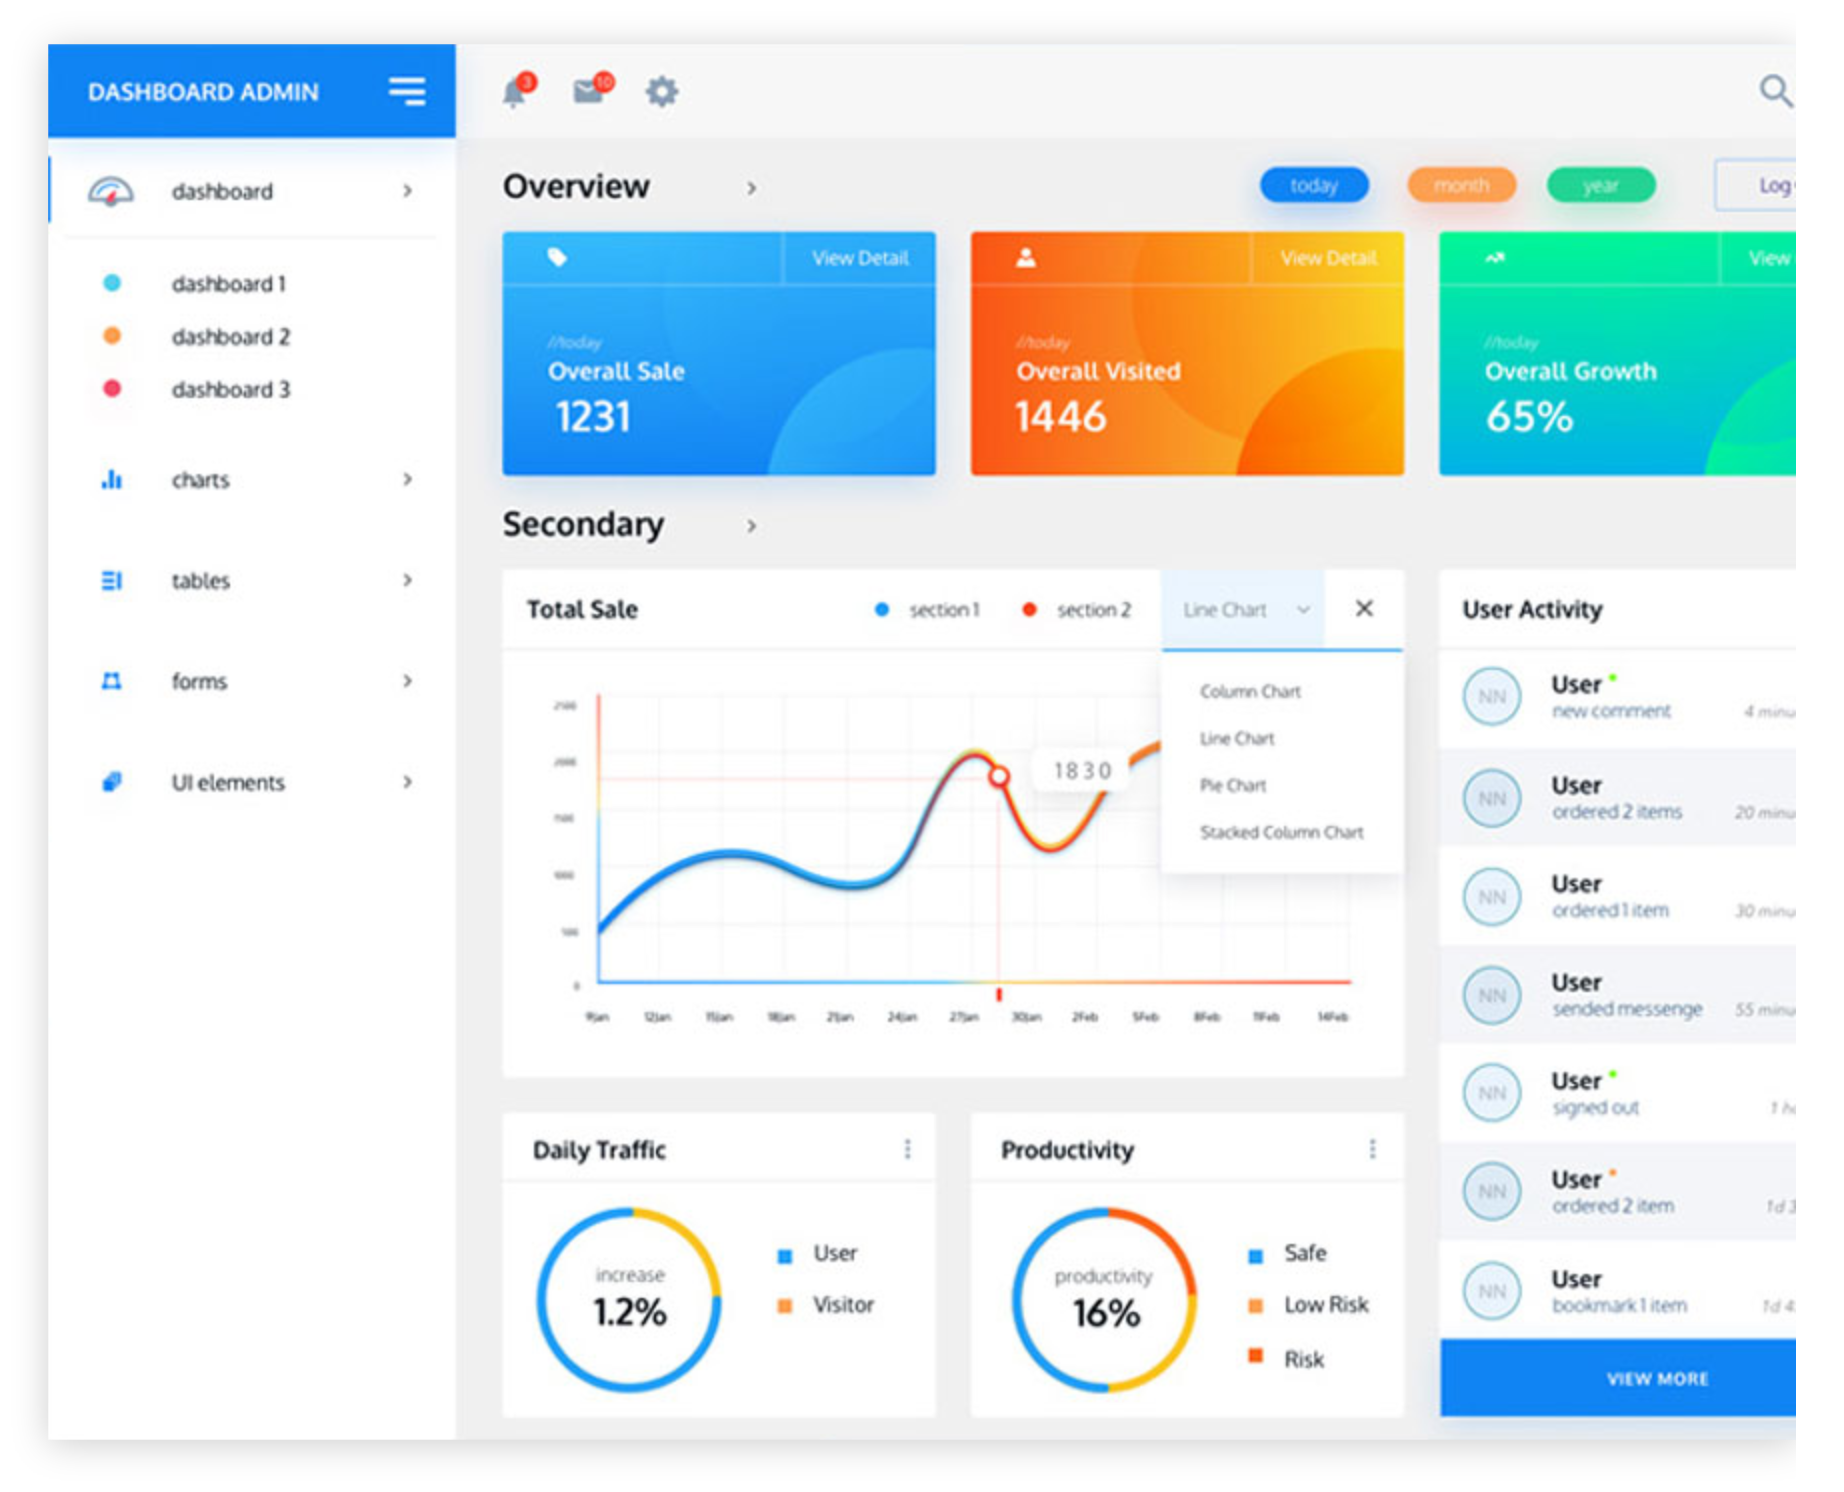 DASHBOARD ADMIN
3
10
dashboard
dashboard 1
dashboard 2
dashboard 3
charts
tables
forms
UI elements
Overview
today
month
year
Log
View Detail
//today
Overall Sale
1231
View Detail
//today
Overall Visited
1446
View
//today
Overall Growth
65%
Secondary
Total Sale
section 1
section 2
Line Chart
Column Chart
Line Chart
Pie Chart
Stacked Column Chart
1830
2500
2000
1500
1000
500
0
9Jan 12Jan 15Jan 18Jan 21Jan 24Jan 27Jan 30Jan 2Feb 5Feb 8Feb 11Feb 14Feb
User Activity
NN
User
new comment
4 minu
NN
User
ordered 2 items
20 minu
NN
User
ordered 1 item
30 minu
NN
User
sended messenge
55 minu
NN
User
signed out
1 h
NN
User
ordered 2 item
1d 3
NN
User
bookmark 1 item
1d 4
VIEW MORE
Daily Traffic
increase
1.2%
User
Visitor
Productivity
productivity
16%
Safe
Low Risk
Risk